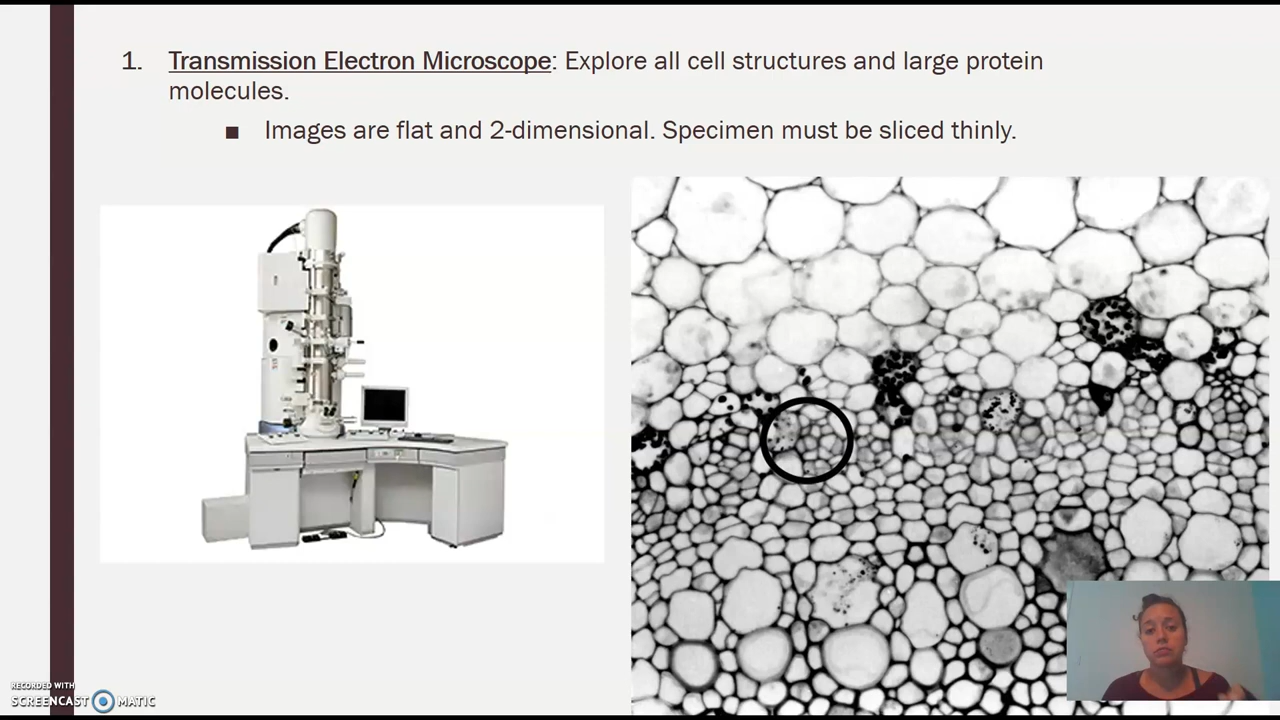 1. Transmission Electron Microscope: Explore all cell structures and large protein
molecules.
■ Images are flat and 2-dimensional. Specimen must be sliced thinly.
RECORDED WITH
SCREENCAST MATIC